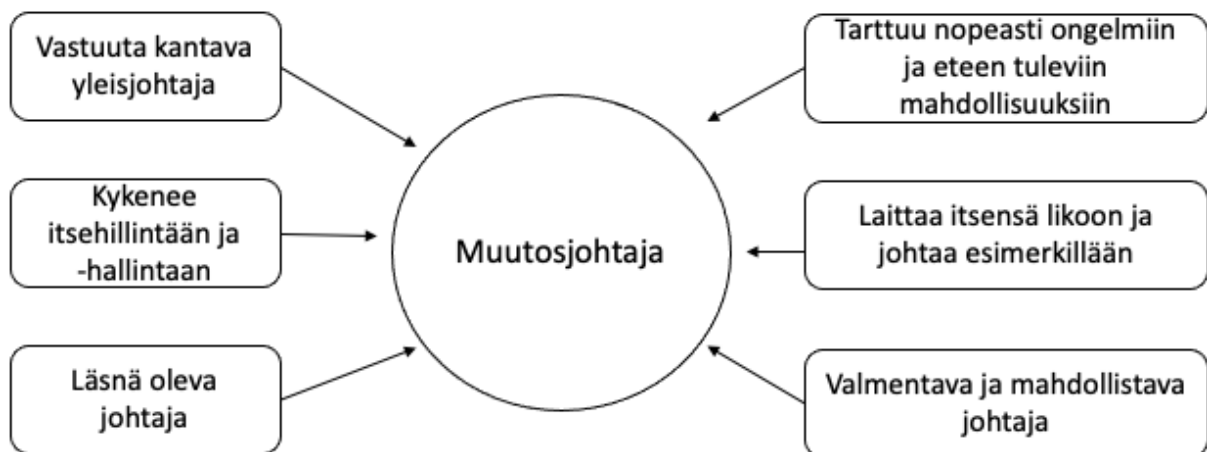 Vastuuta kantava
yleisjohtaja
Kykenee
itsehillintään ja
-hallintaan
Läsnä oleva
johtaja
Muutosjohtaja
Tarttuu nopeasti ongelmiin
ja eteen tuleviin
mahdollisuuksiin
Laittaa itsensä likoon ja
johtaa esimerkillään
Valmentava ja mahdollistava
johtaja